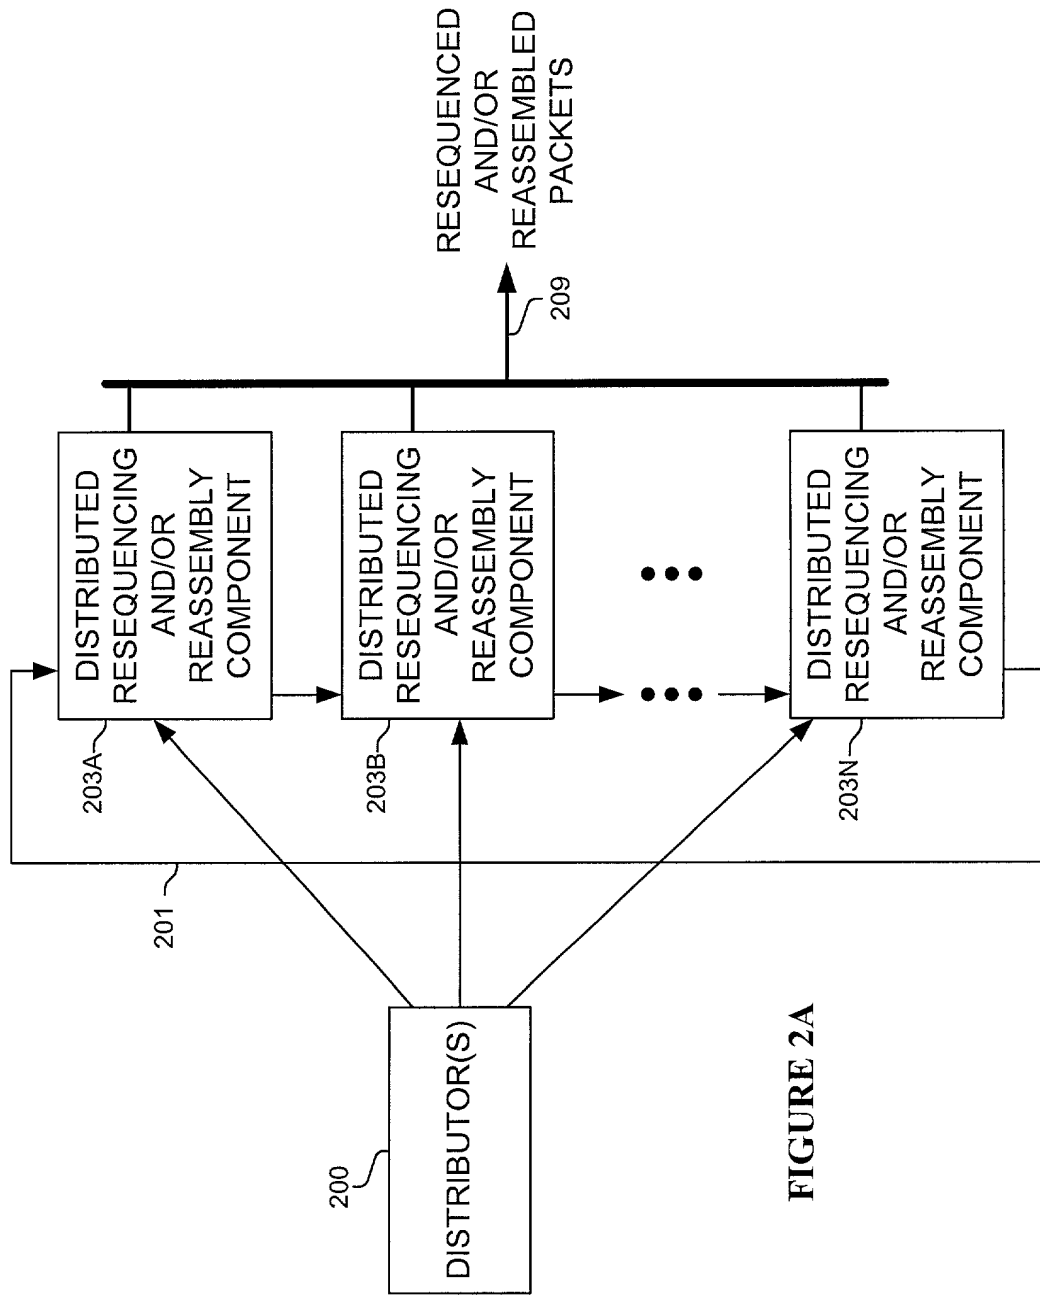 200
DISTRIBUTOR(S)
201
203A
DISTRIBUTED
RESEQUENCING
AND/OR
REASSEMBLY
COMPONENT
203B
DISTRIBUTED
RESEQUENCING
AND/OR
REASSEMBLY
COMPONENT
203N
DISTRIBUTED
RESEQUENCING
AND/OR
REASSEMBLY
COMPONENT
209
RESEQUENCED
AND/OR
REASSEMBLED
PACKETS
FIGURE 2A